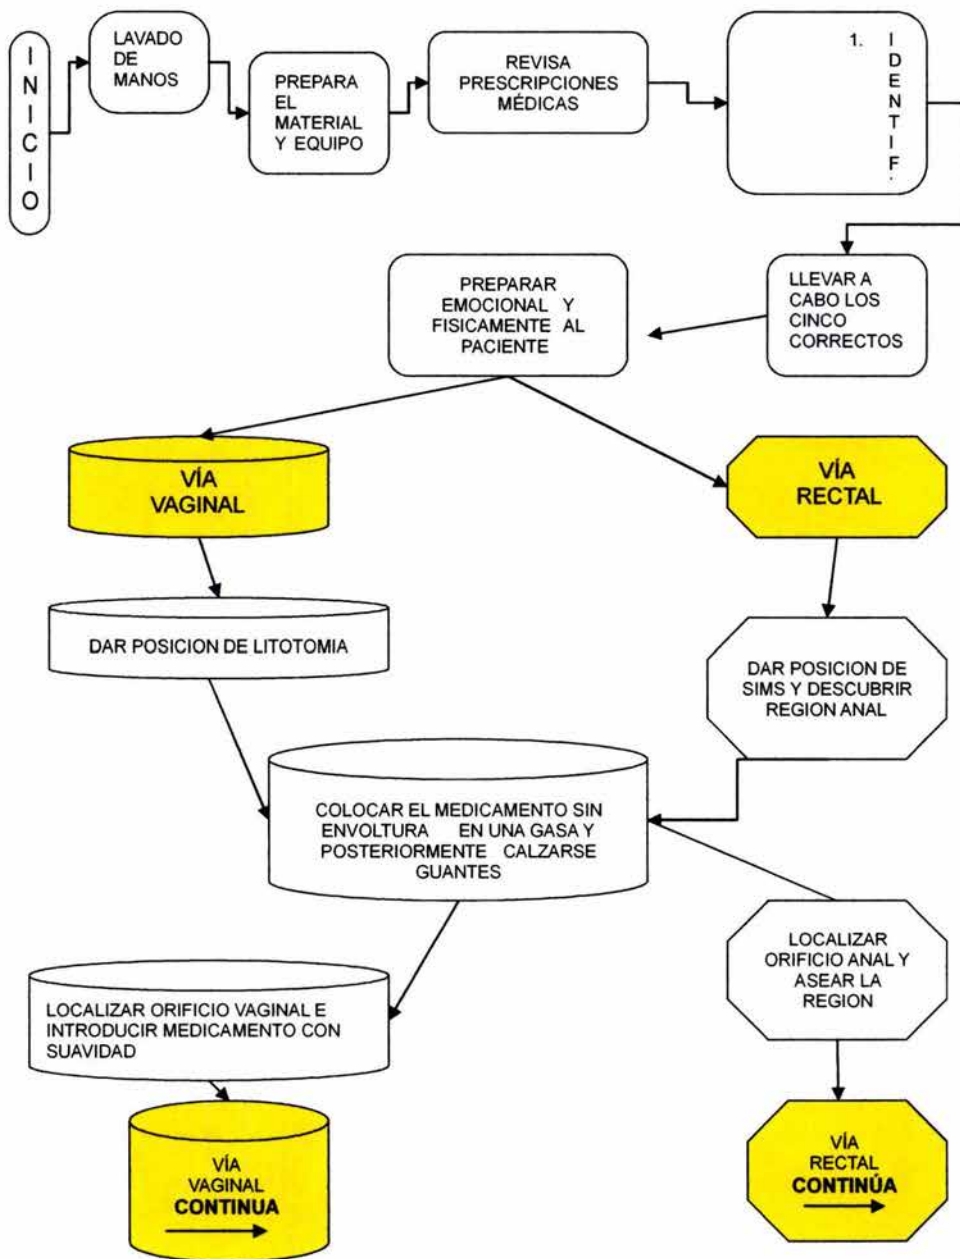 INICIO
LAVADO
DE
MANOS
PREPARA
EL
MATERIAL
Y EQUIPO
REVISA
PRESCRIPCIONES
MÉDICAS
1. IDENTIF.
LLEVAR A
CABO LOS
CINCO
CORRECTOS
PREPARAR
EMOCIONAL Y
FISICAMENTE AL
PACIENTE
VÍA
VAGINAL
VÍA
RECTAL
DAR POSICION DE LITOTOMIA
DAR POSICION DE
SIMS Y DESCUBRIR
REGION ANAL
COLOCAR EL MEDICAMENTO SIN
ENVOLTURA EN UNA GASA Y
POSTERIORMENTE CALZARSE
GUANTES
LOCALIZAR
ORIFICIO ANAL Y
ASEAR LA
REGION
LOCALIZAR ORIFICIO VAGINAL E
INTRODUCIR MEDICAMENTO CON
SUAVIDAD
VÍA
VAGINAL
CONTINUA
VÍA
RECTAL
CONTINÚA